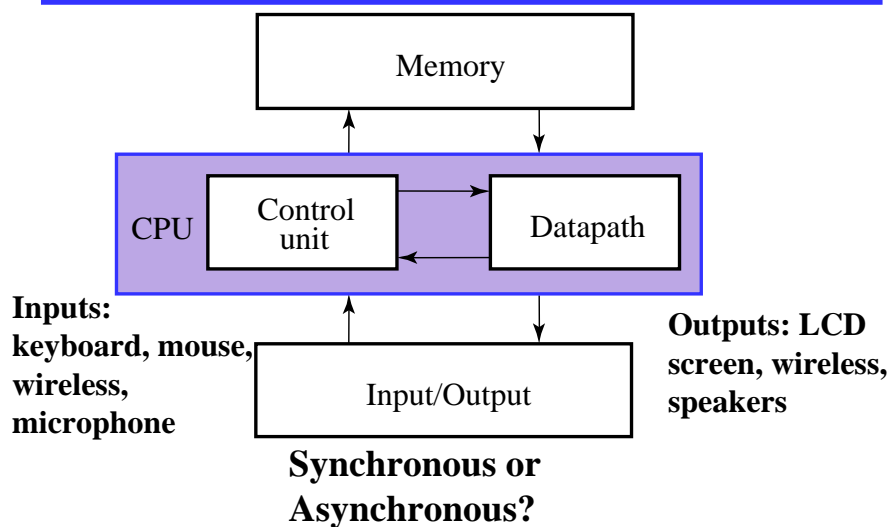 Memory
CPU
Control
unit
Datapath
Inputs:
keyboard, mouse,
wireless,
microphone
Input/Output
Outputs: LCD
screen, wireless,
speakers
Synchronous or
Asynchronous?